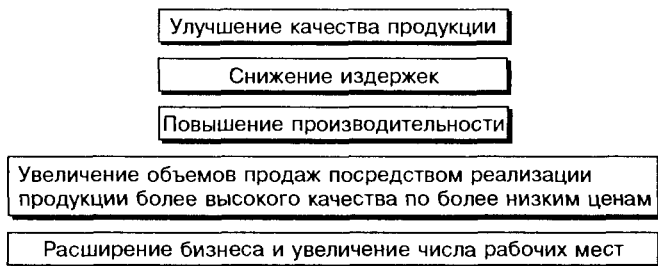 Улучшение качества продукции
Снижение издержек
Повышение производительности
Увеличение объемов продаж посредством реализации
продукции более высокого качества по более низким ценам
Расширение бизнеса и увеличение числа рабочих мест